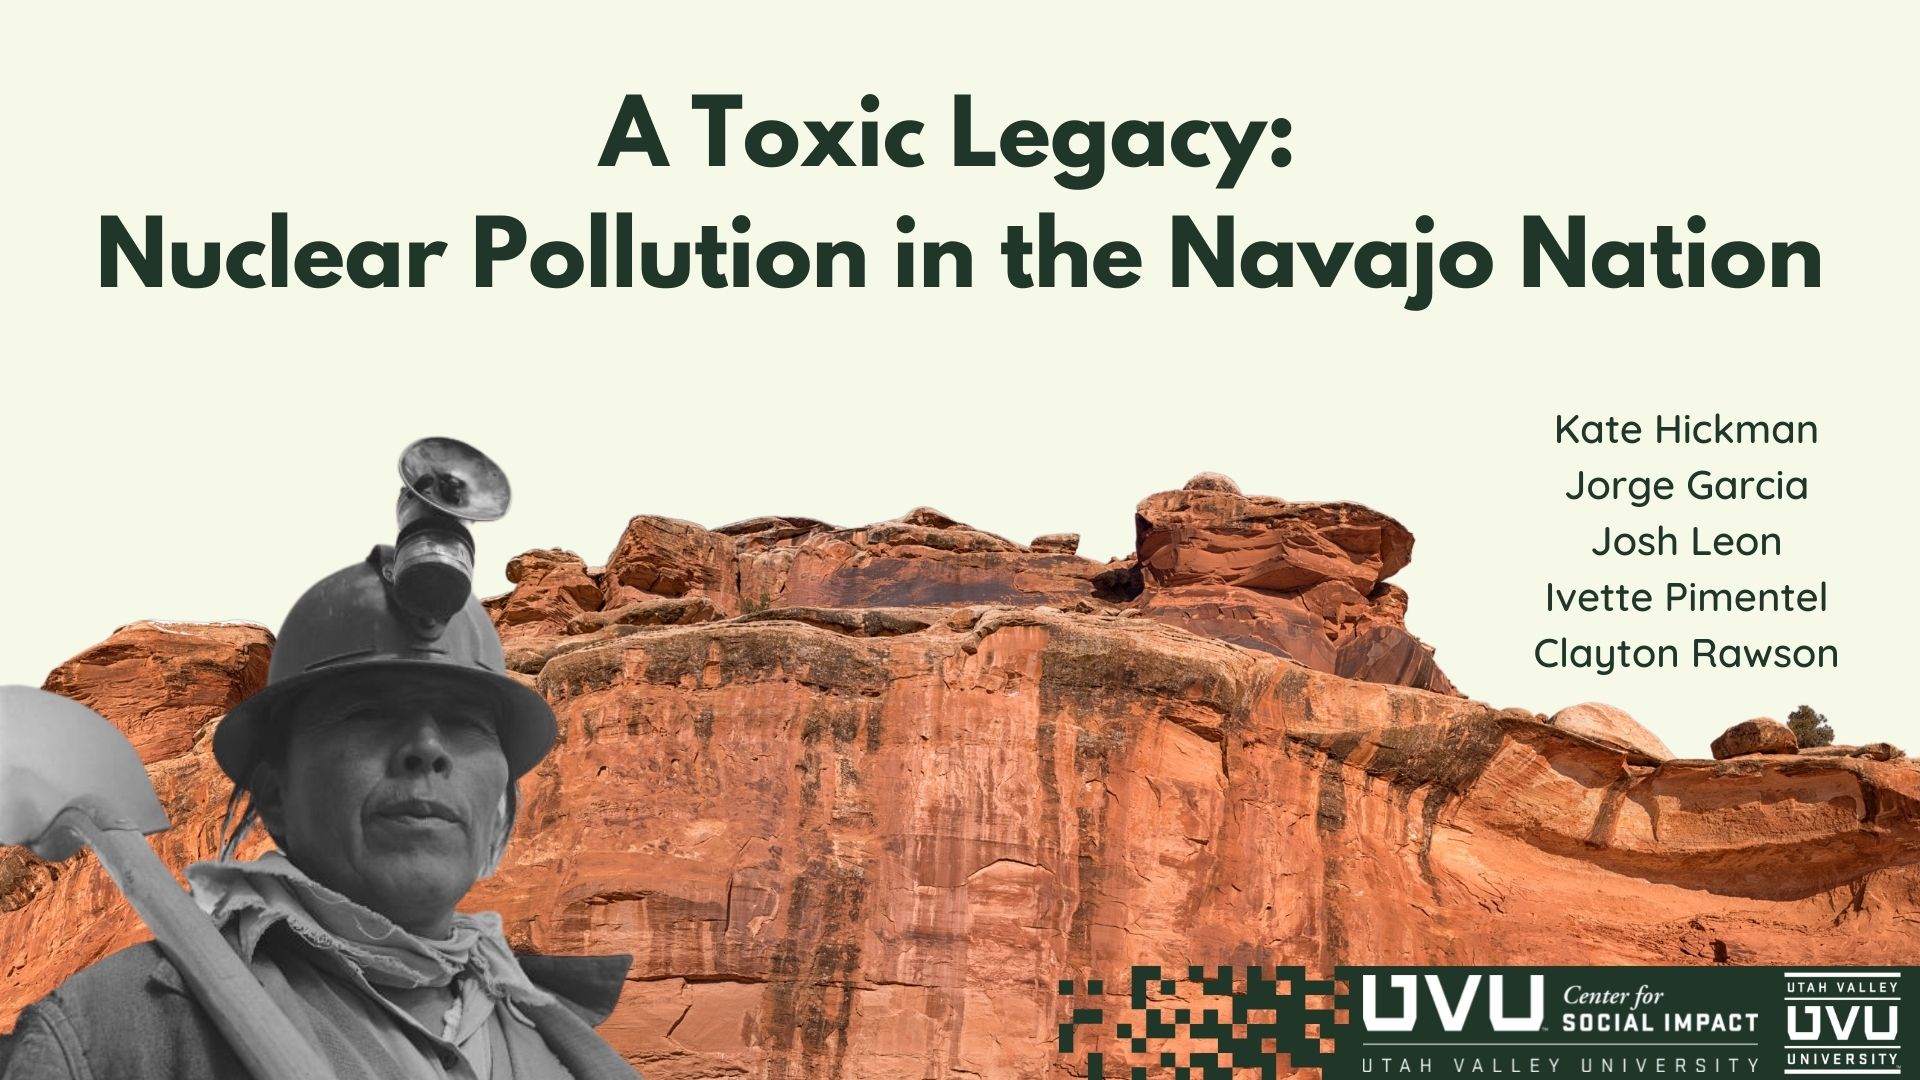 A Toxic Legacy:
Nuclear Pollution in the Navajo Nation
Kate Hickman
Jorge Garcia
Josh Leon
Ivette Pimentel
Clayton Rawson
UVU Center for
SOCIAL IMPACT
UTAH VALLEY UNIVERSITY
UTAH VALLEY
UVU
UNIVERSITY